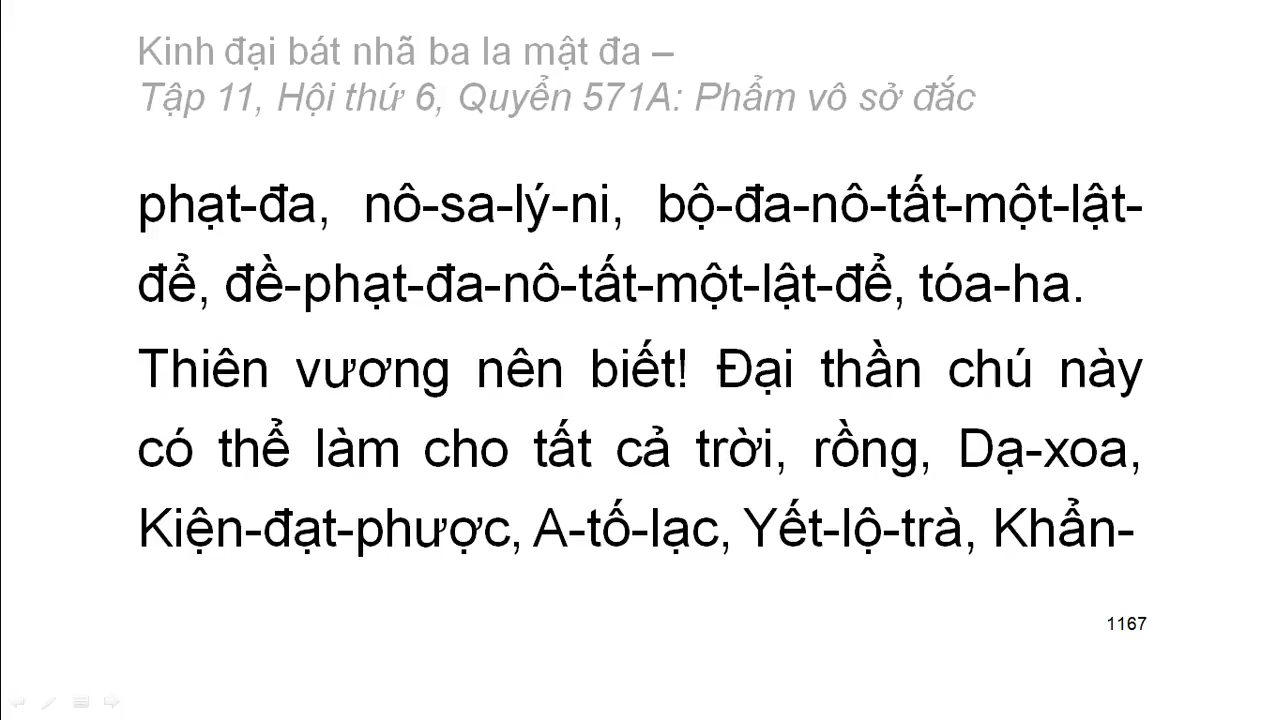 Kinh đại bát nhã ba la mật đa –
Tập 11, Hội thứ 6, Quyển 571A: Phẩm vô sở đắc
phạt-đa, nô-sa-lý-ni, bộ-đa-nô-tất-một-lật-
để, đề-phạt-đa-nô-tất-một-lật-để, tóa-ha.
Thiên vương nên biết! Đại thần chú này
có thể làm cho tất cả trời, rồng, Dạ-xoa,
Kiện-đạt-phược, A-tố-lạc, Yết-lộ-trà, Khẩn-
1167